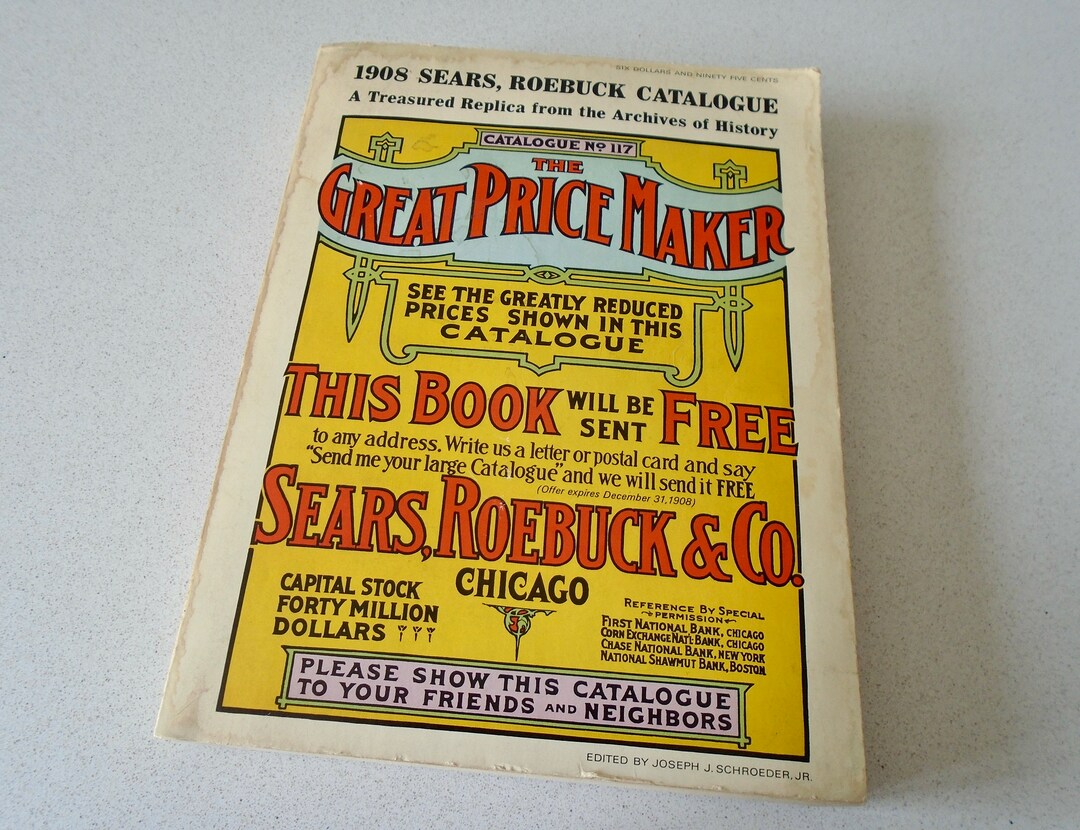 SIX DOLLARS AND NINETY FIVE CENTS
1908 SEARS, ROEBUCK CATALOGUE
A Treasured Replica from the Archives of History
CATALOGUE Nº 117
THE
GREAT PRICE MAKER
SEE THE GREATLY REDUCED
PRICES SHOWN IN THIS
CATALOGUE
THIS BOOK WILL BE SENT FREE
to any address. Write us a letter or postal card and say
"Send me your large Catalogue" and we will send it FREE
(Offer expires December 31, 1908)
SEARS, ROEBUCK & CO.
CHICAGO
CAPITAL STOCK
FORTY MILLION
DOLLARS
REFERENCE BY SPECIAL
PERMISSION
FIRST NATIONAL BANK, CHICAGO
CORN EXCHANGE NAT'L BANK, CHICAGO
CHASE NATIONAL BANK, NEW YORK
NATIONAL SHAWMUT BANK, BOSTON
PLEASE SHOW THIS CATALOGUE
TO YOUR FRIENDS AND NEIGHBORS
EDITED BY JOSEPH J. SCHROEDER, JR.